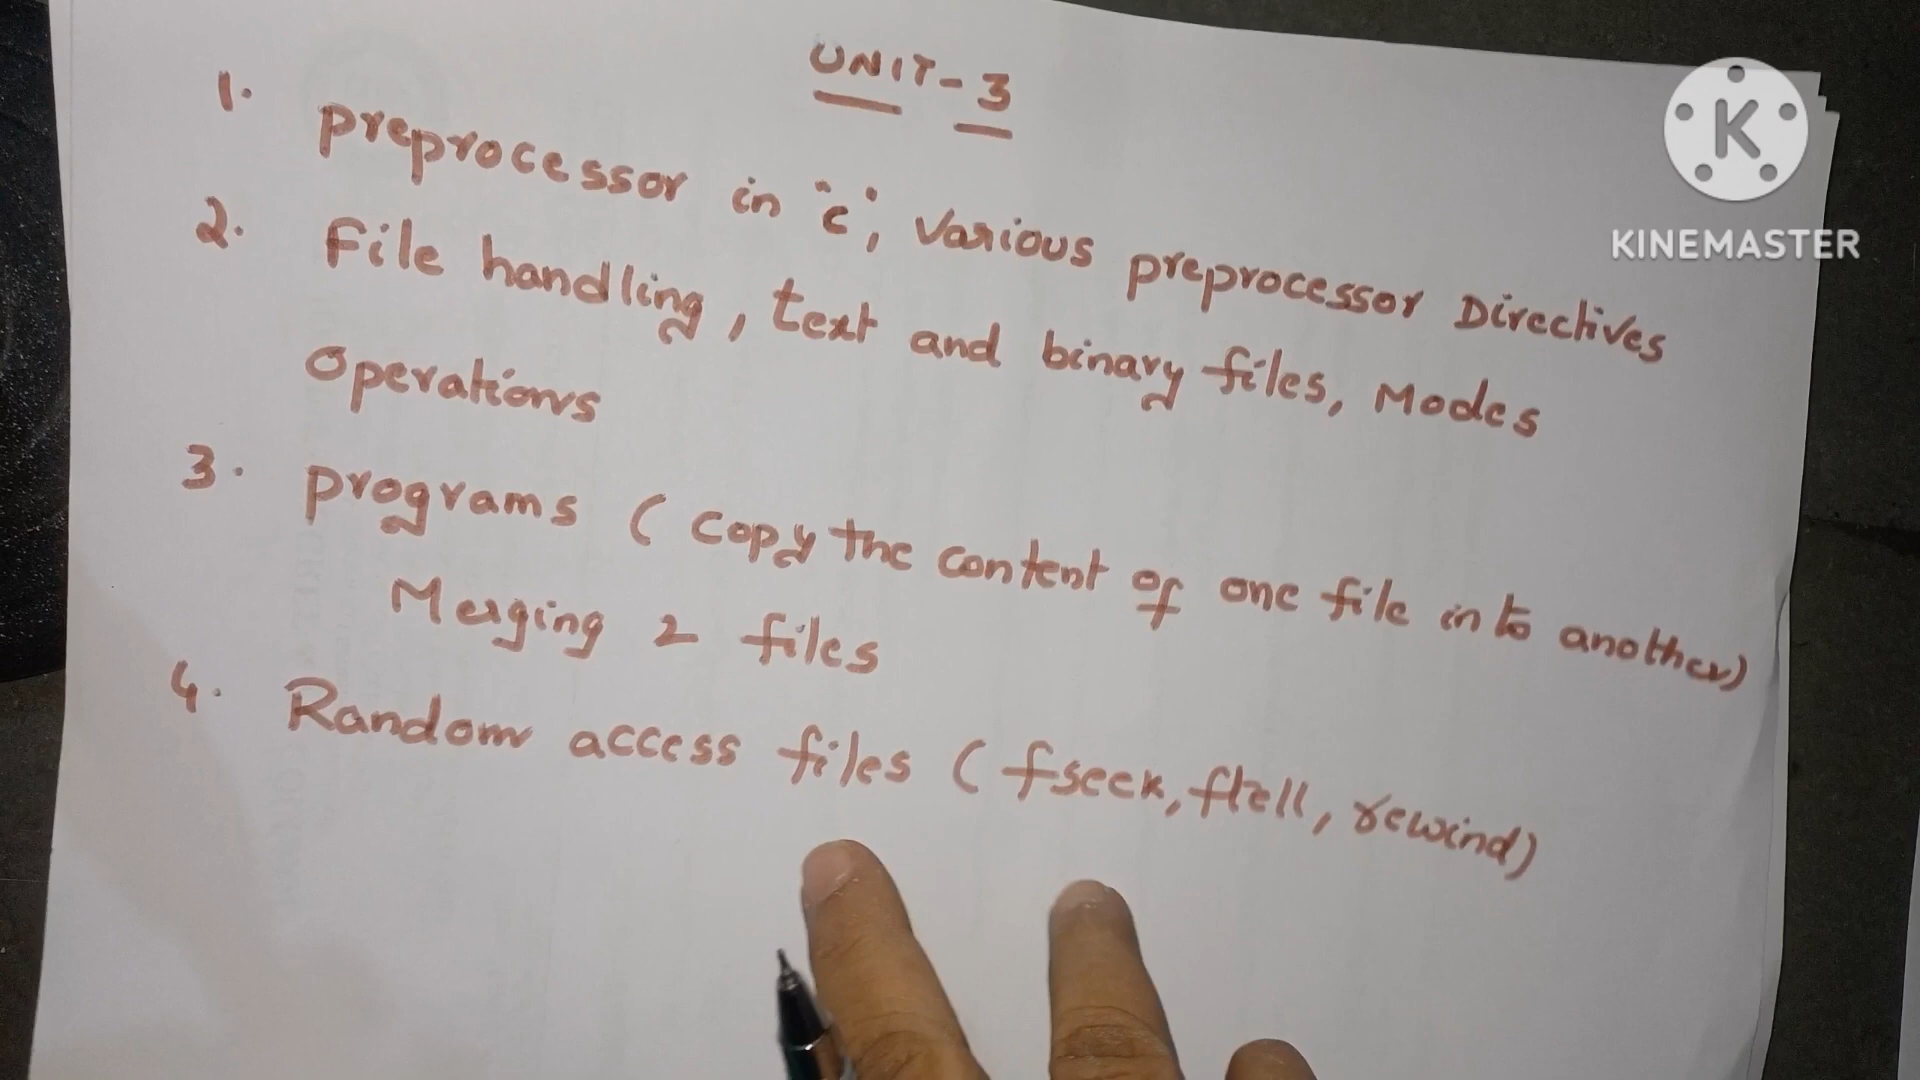 UNIT-3
1. preprocessor in "c", various preprocessor Directives
2. File handling, text and binary files, Modes
Operations
3. programs (copy the content of one file into another)
Merging 2 files
4. Random access files (fseek, ftell, rewind)
K
KINEMASTER